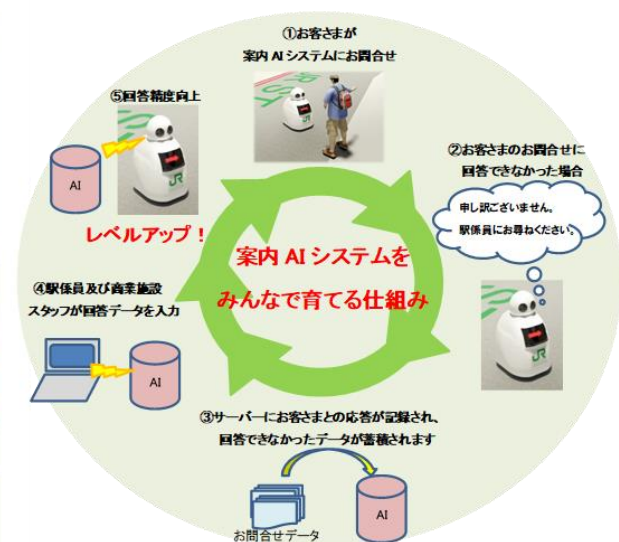 ①お客さまが
案内 AI システムにお問合せ
⑤回答精度向上
②お客さまのお問合せに
回答できなかった場合
申し訳ございません。
駅係員にお尋ねください。
AI
JR
レベルアップ！
案内 AI システムを
みんなで育てる仕組み
④駅係員及び商業施設
スタッフが回答データを入力
AI
JR
③サーバーにお客さまとの応答が記録され、
回答できなかったデータが蓄積されます
AI
お問合せデータ